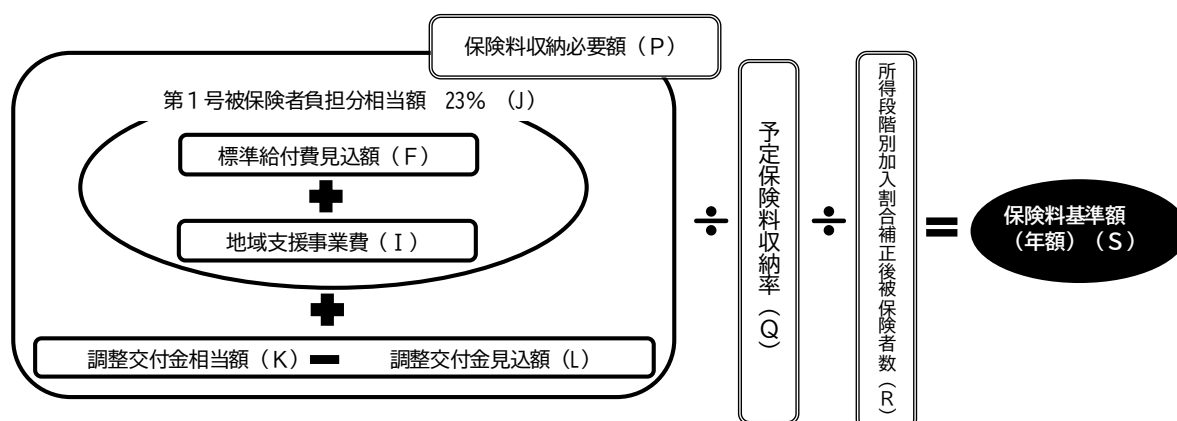 保険料収納必要額（Ｐ）
第１号被保険者負担分相当額　23%　（J）
標準給付費見込額（Ｆ）
＋
地域支援事業費（Ｉ）
＋
調整交付金相当額（Ｋ）－　調整交付金見込額（L）
÷
予定保険料収納率（Ｑ）
÷
所得段階別加入割合補正後被保険者数（Ｒ）
＝
保険料基準額
（年額）（Ｓ）